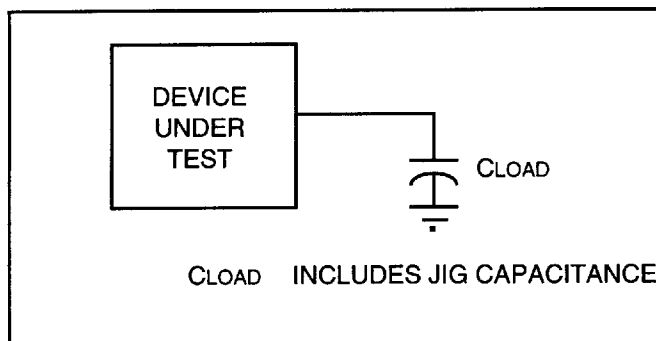 DEVICE
UNDER
TEST
CLOAD
CLOAD INCLUDES JIG CAPACITANCE